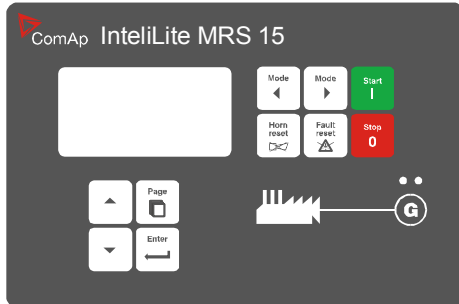 ComAp InteliLite MRS 15
Mode Mode Start
I
Horn reset Fault reset Stop
0
Page
Enter
G